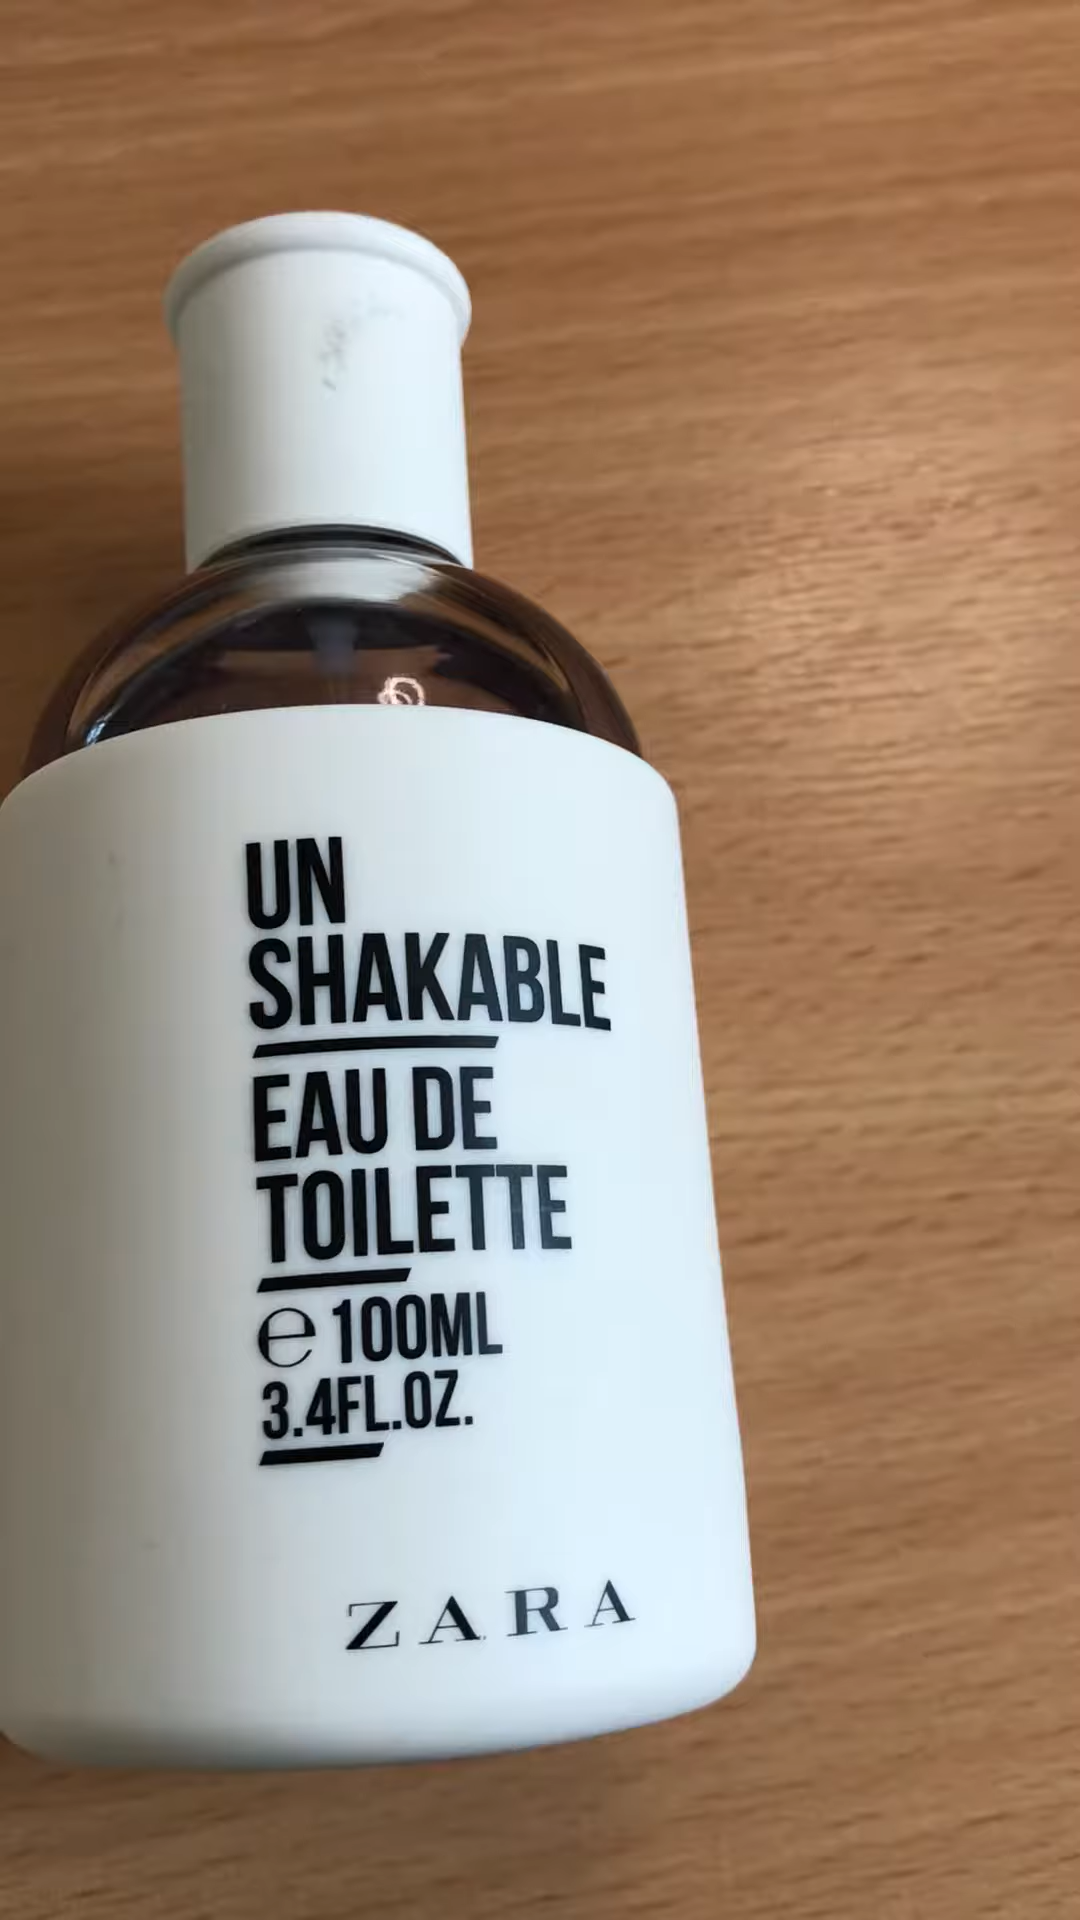 UN
SHAKABLE
EAU DE
TOILETTE
℮ 100ML
3.4FL.OZ.
ZARA